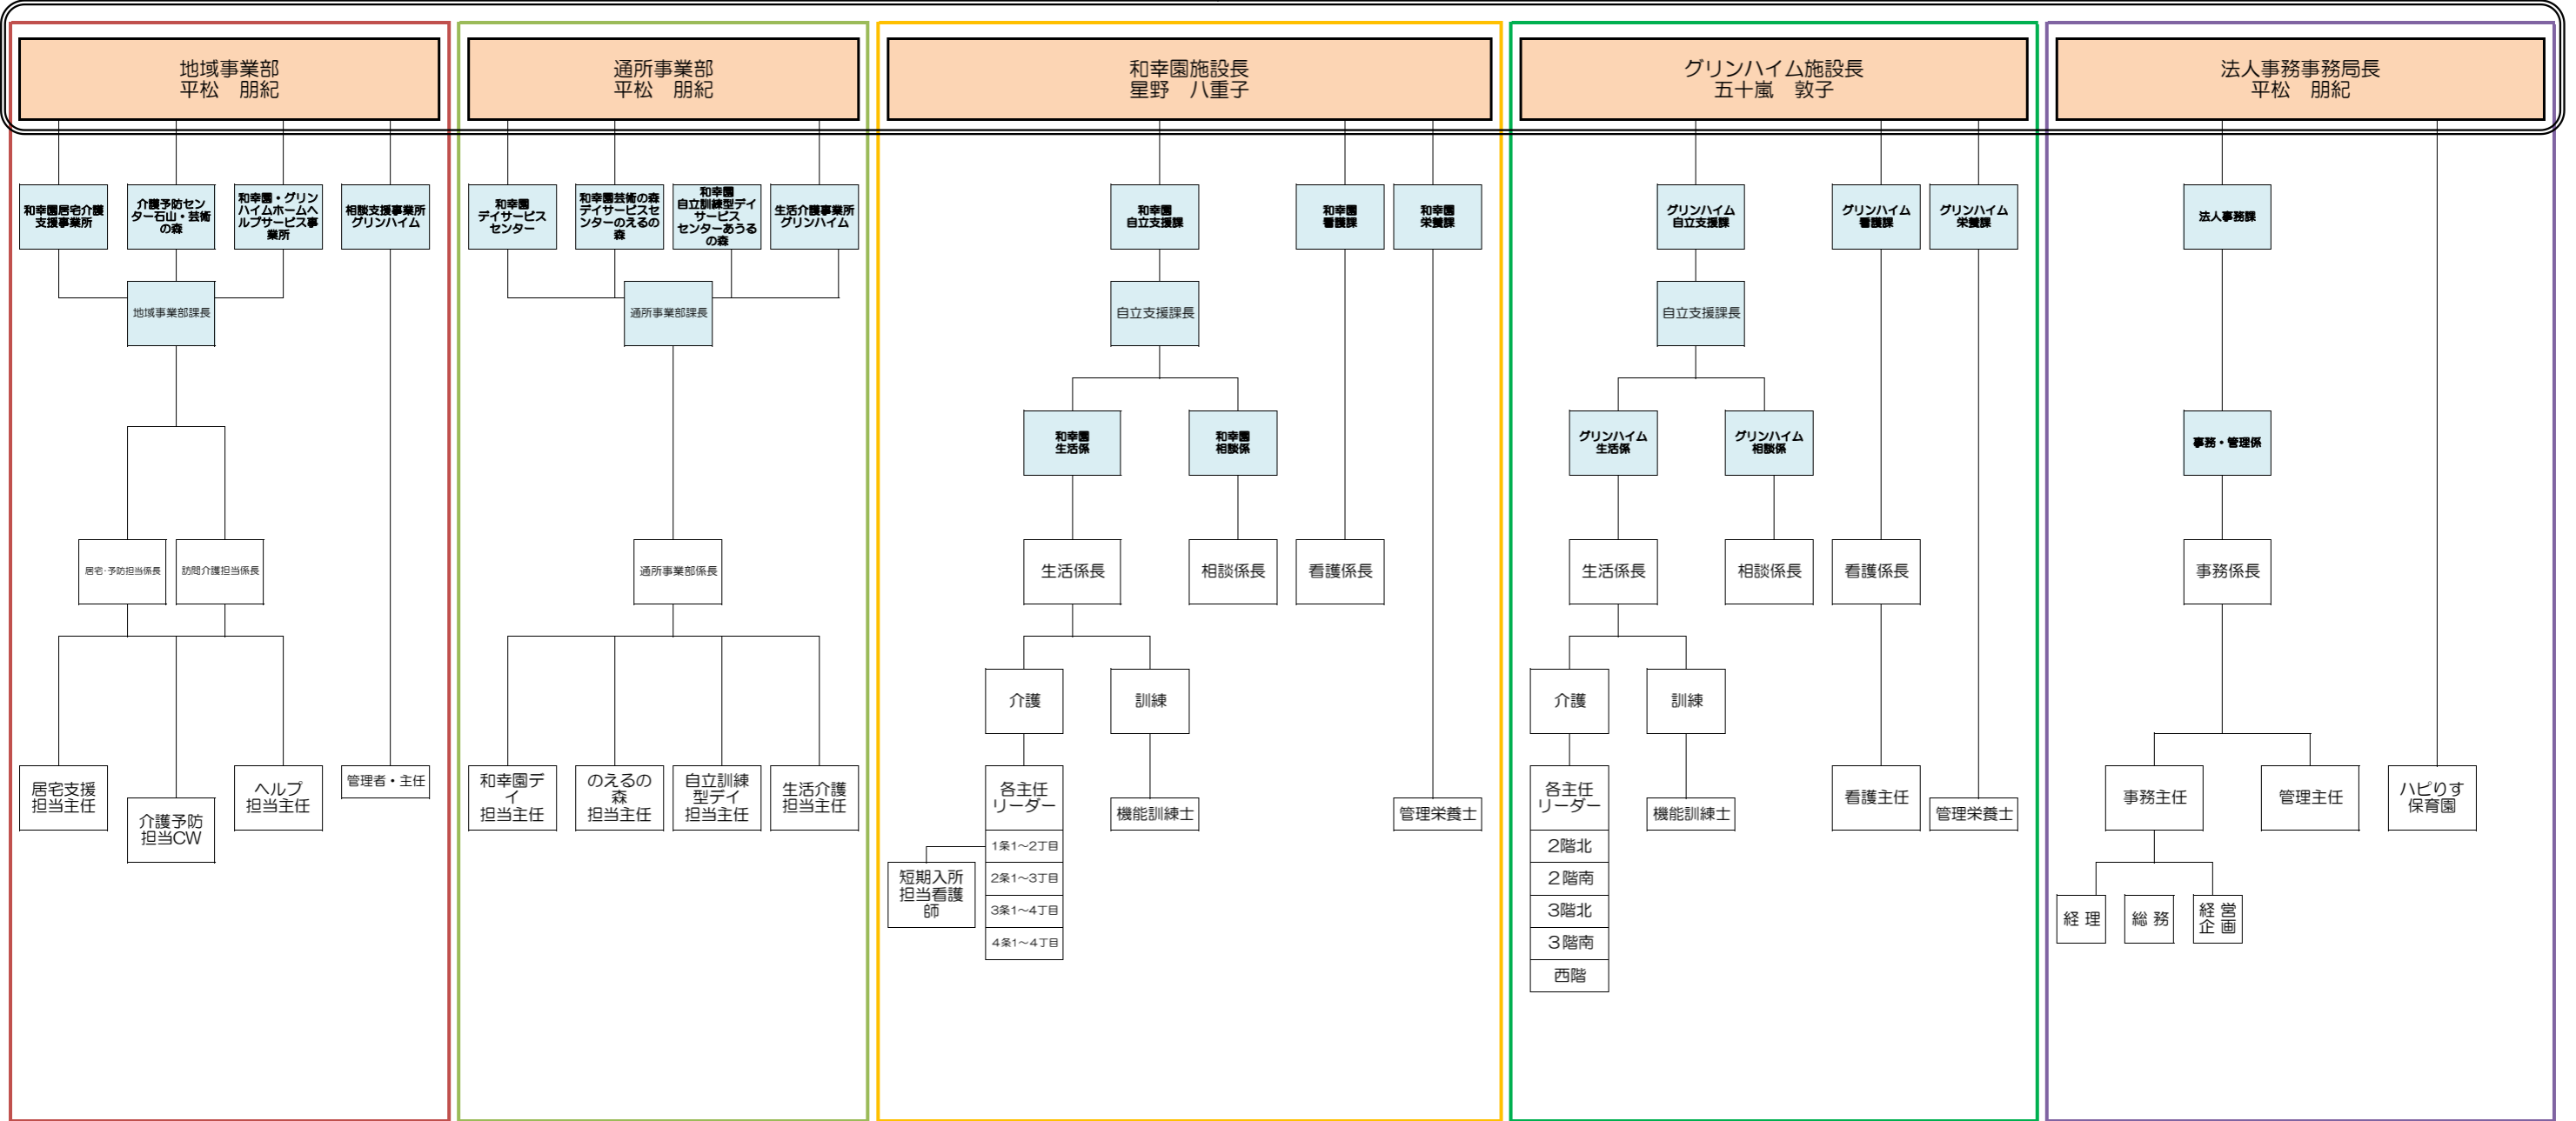 地域事業部
平松　朋紀
通所事業部
平松　朋紀
和幸園施設長
星野　八重子
グリンハイム施設長
五十嵐　敦子
法人事務事務局長
平松　朋紀
和幸園居宅介護
支援事業所
介護予防セン
ター石山・芸術
の森
和幸園・グリン
ハイムホームヘ
ルプサービス事
業所
相談支援事業所
グリンハイム
和幸園
デイサービス
センター
和幸園芸術の森
デイサービスセ
ンターのえるの
森
和幸園
自立訓練型デイ
サービス
センターあうる
の森
生活介護事業所
グリンハイム
和幸園
自立支援課
和幸園
看護課
和幸園
栄養課
グリンハイム
自立支援課
グリンハイム
看護課
グリンハイム
栄養課
法人事務課
地域事業部課長
通所事業部課長
自立支援課長
自立支援課長
和幸園
生活係
和幸園
相談係
グリンハイム
生活係
グリンハイム
相談係
事務・管理係
居宅・予防担当係長
訪問介護担当係長
通所事業部係長
生活係長
相談係長
看護係長
生活係長
相談係長
看護係長
事務係長
介護
訓練
介護
訓練
居宅支援
担当主任
介護予防
担当CW
ヘルプ
担当主任
管理者・主任
和幸園デ
イ
担当主任
のえるの
森
担当主任
自立訓練
型デイ
担当主任
生活介護
担当主任
各主任
リーダー
機能訓練士
管理栄養士
各主任
リーダー
機能訓練士
看護主任
管理栄養士
事務主任
管理主任
ハピりす
保育園
1条1～2丁目
2条1～3丁目
3条1～4丁目
4条1～4丁目
短期入所
担当看護
師
2階北
２階南
3階北
３階南
西階
経 理
総 務
経 営
企 画